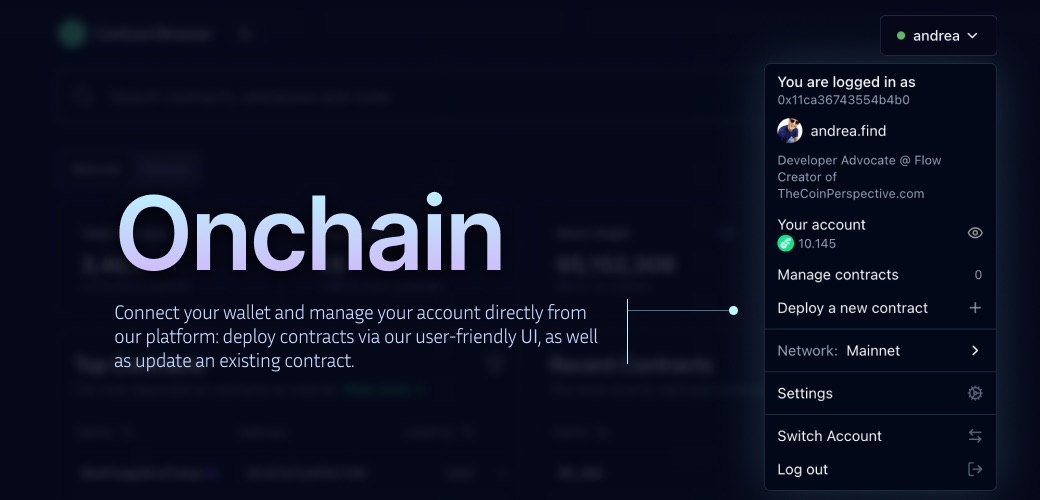 andrea
You are logged in as
0x11ca36743554b4b0
andrea.find
Developer Advocate @ Flow
Creator of
TheCoinPerspective.com
Your account
10.145
Manage contracts 0
Deploy a new contract
Network: Mainnet
Settings
Switch Account
Log out
Onchain
Connect your wallet and manage your account directly from
our platform: deploy contracts via our user-friendly UI, as well
as update an existing contract.
Recent Contracts